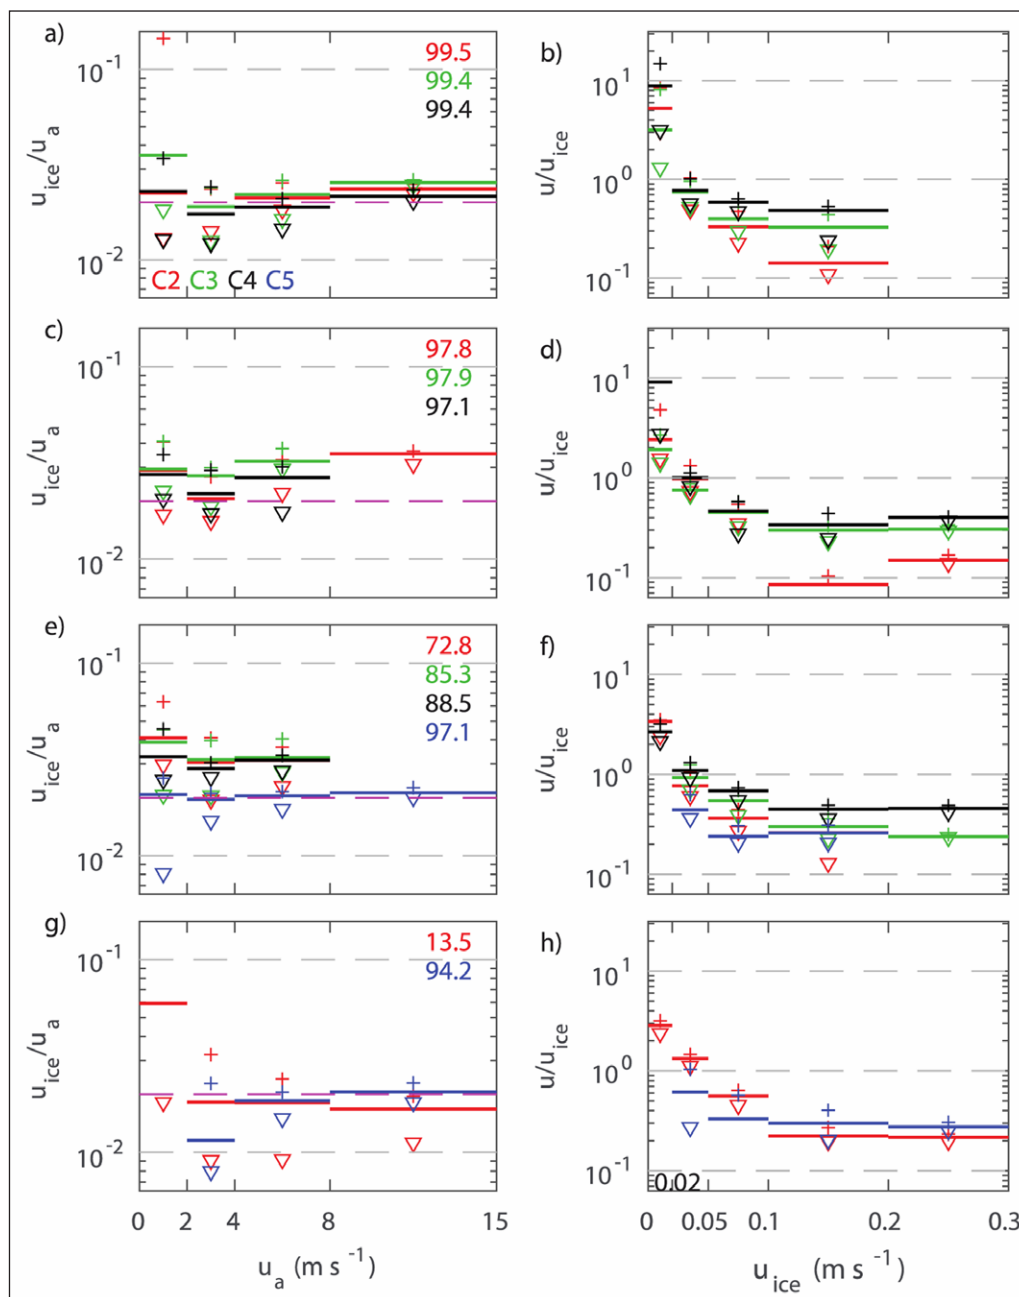 a)
u_ice/u_a
10^-1
10^-2
99.5
99.4
99.4
C2 C3 C4 C5
b)
u/u_ice
10^1
10^0
10^-1
c)
u_ice/u_a
10^-1
10^-2
97.8
97.9
97.1
d)
u/u_ice
10^1
10^0
10^-1
e)
u_ice/u_a
10^-1
10^-2
72.8
85.3
88.5
97.1
f)
u/u_ice
10^1
10^0
10^-1
g)
u_ice/u_a
10^-1
10^-2
13.5
94.2
0 2 4 8 15
u_a (m s^-1)
h)
u/u_ice
10^1
10^0
10^-1
0.02
0 0.05 0.1 0.2 0.3
u_ice (m s^-1)